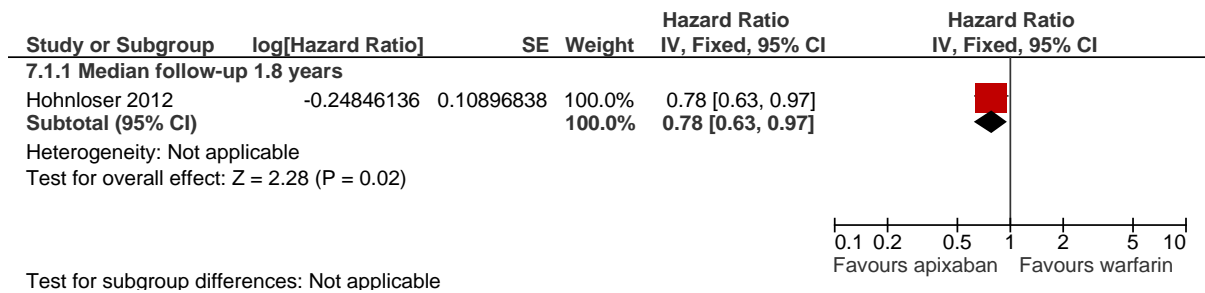 Hazard Ratio Hazard Ratio
Study or Subgroup log[Hazard Ratio] SE Weight IV, Fixed, 95% CI IV, Fixed, 95% CI
7.1.1 Median follow-up 1.8 years
Hohnloser 2012 -0.24846136 0.10896838 100.0% 0.78 [0.63, 0.97]
Subtotal (95% CI) 100.0% 0.78 [0.63, 0.97]
Heterogeneity: Not applicable
Test for overall effect: Z = 2.28 (P = 0.02)
0.1 0.2 0.5 1 2 5 10
Favours apixaban Favours warfarin
Test for subgroup differences: Not applicable